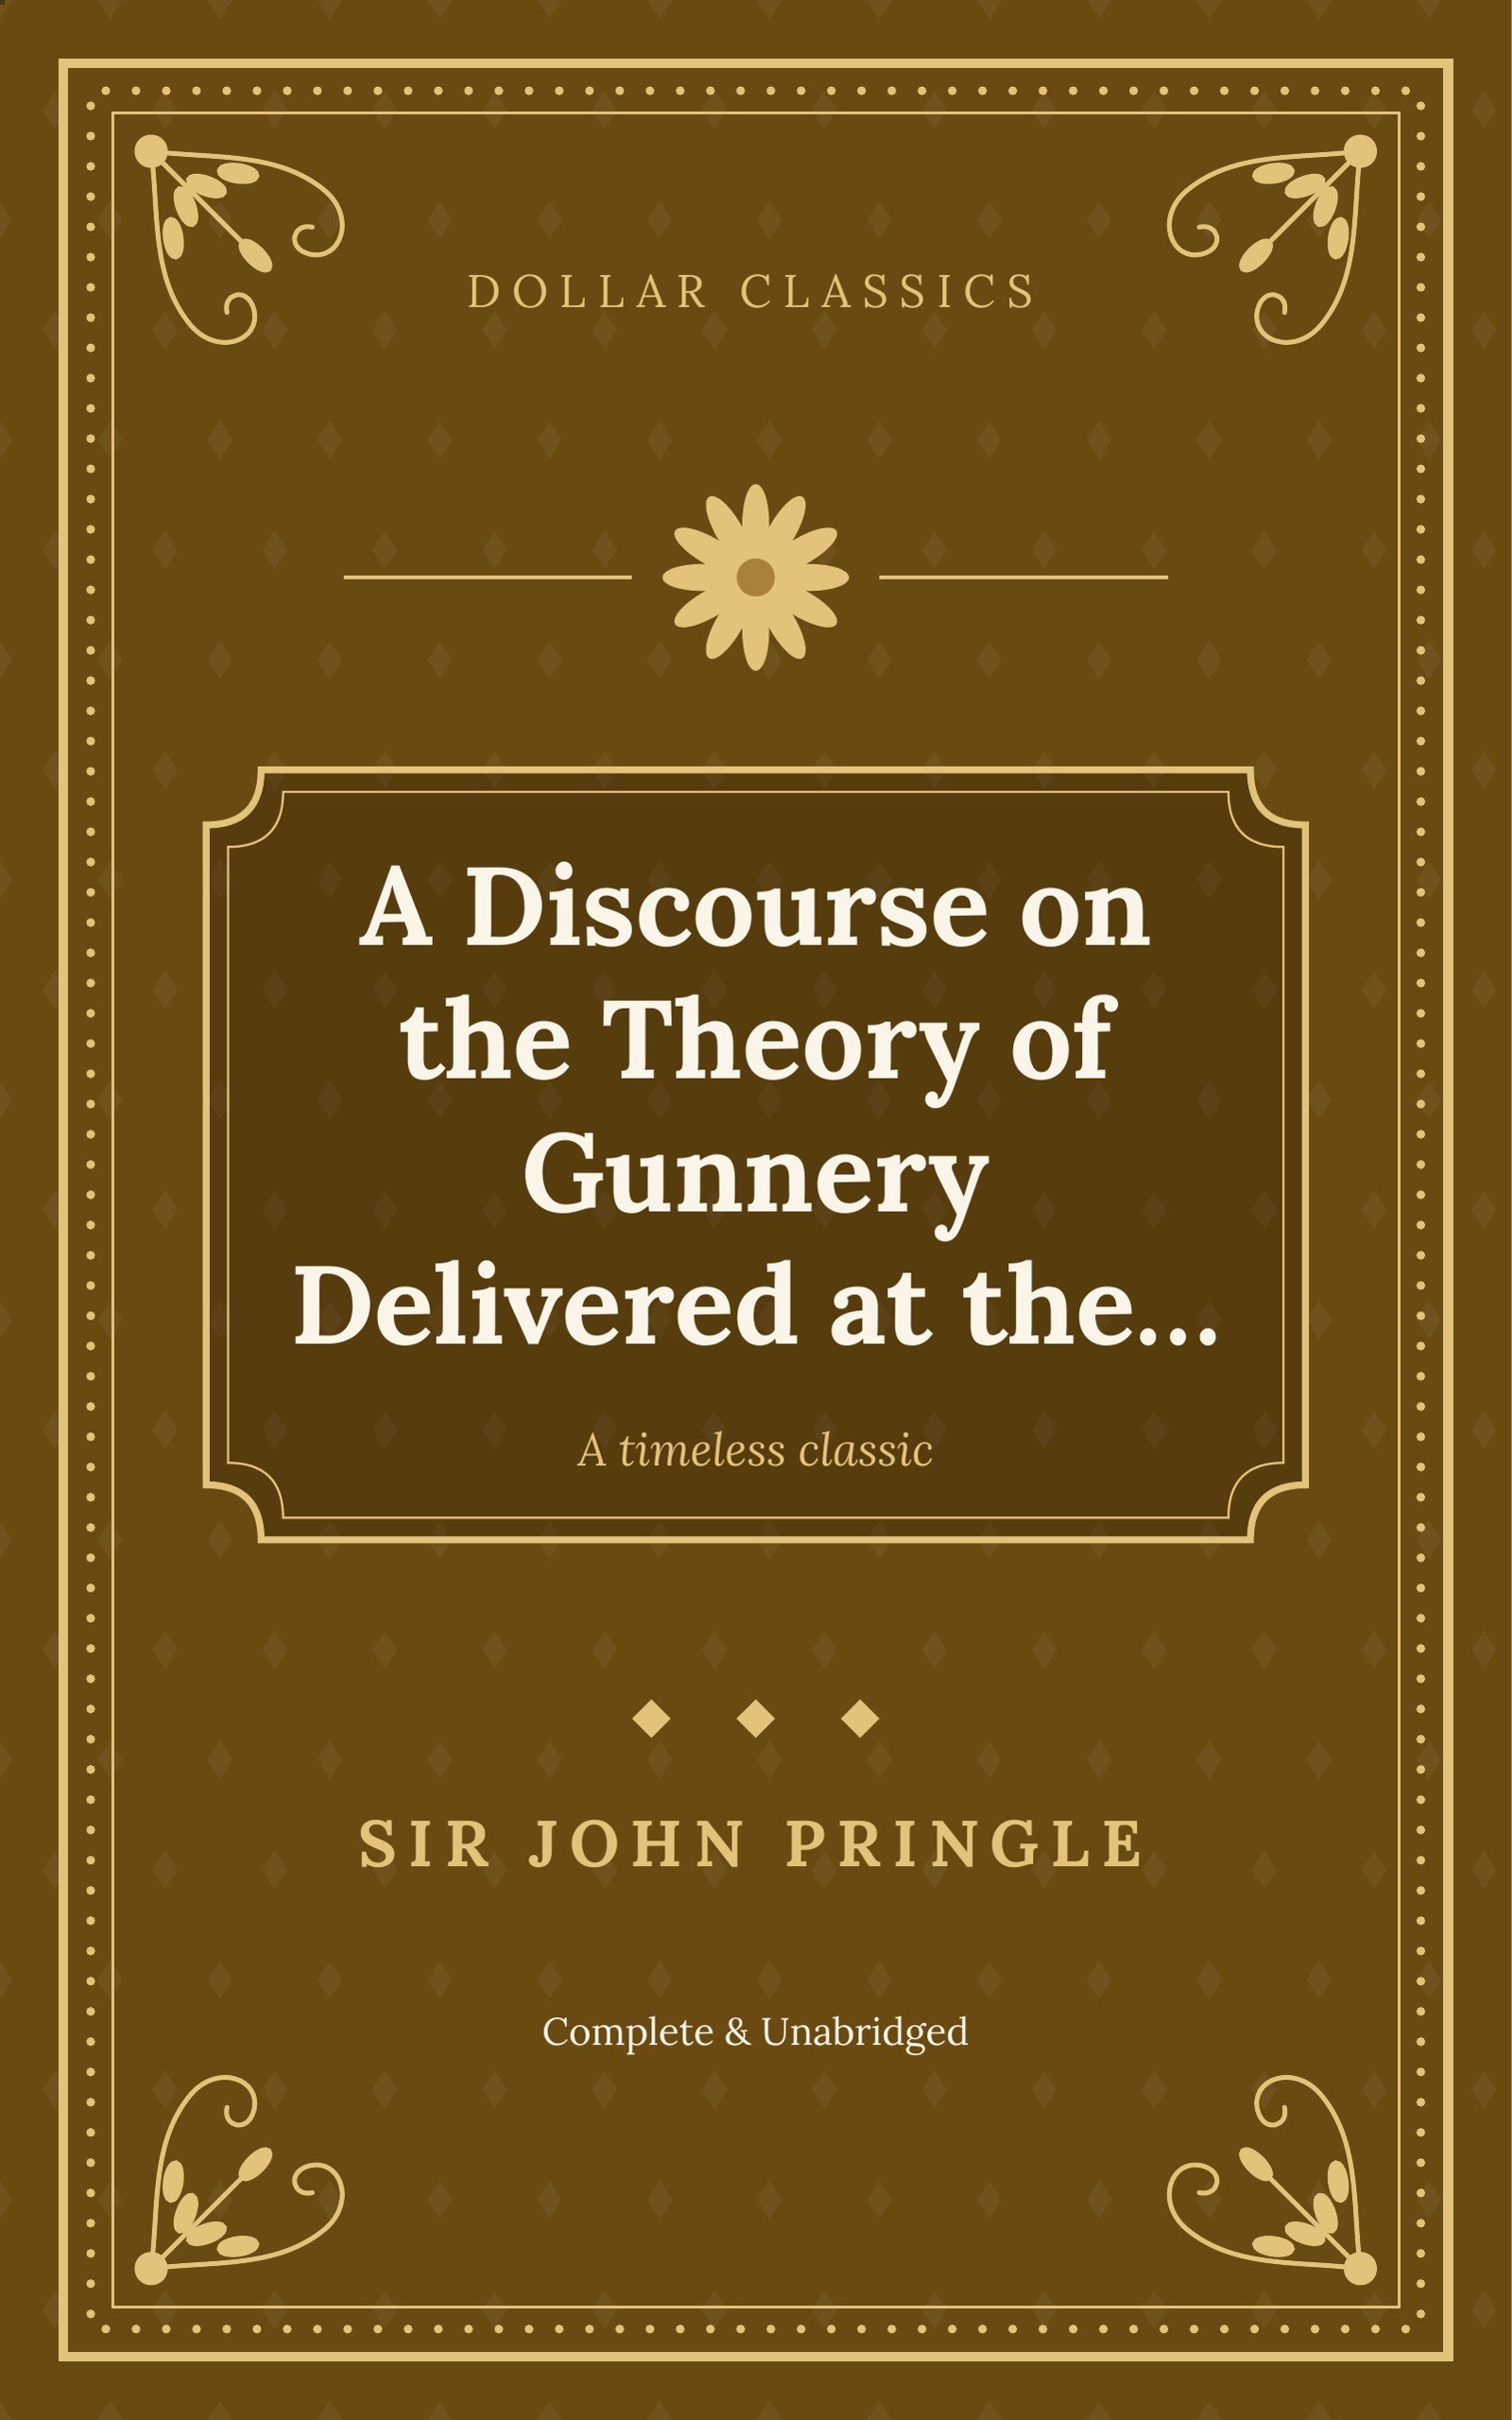 DOLLAR CLASSICS
A Discourse on
the Theory of
Gunnery
Delivered at the...
A timeless classic
SIR JOHN PRINGLE
Complete & Unabridged